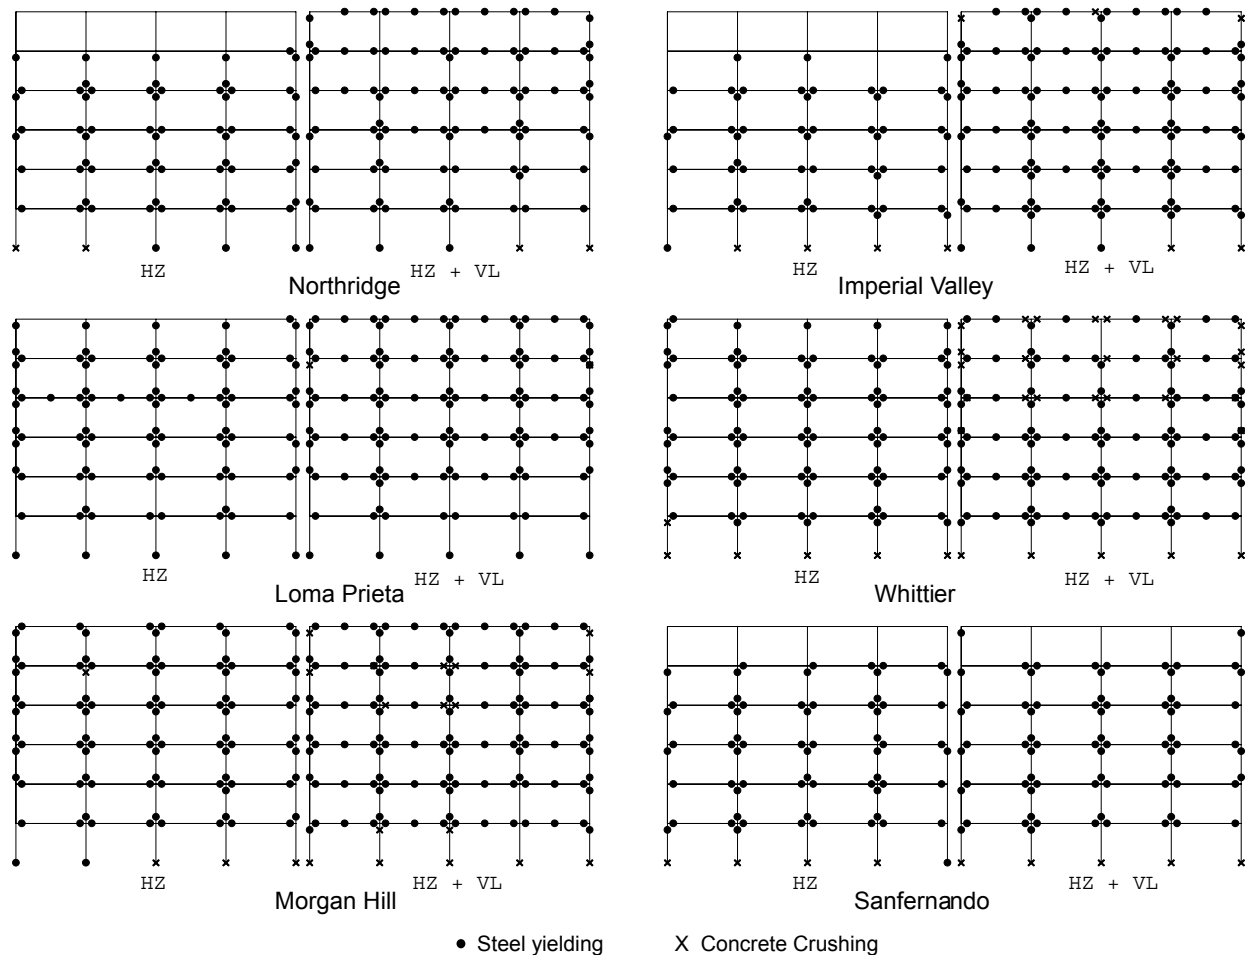 HZ HZ + VL HZ HZ + VL
Northridge Imperial Valley
HZ HZ + VL HZ HZ + VL
Loma Prieta Whittier
HZ HZ + VL HZ HZ + VL
Morgan Hill Sanfernando
Steel yielding X Concrete Crushing